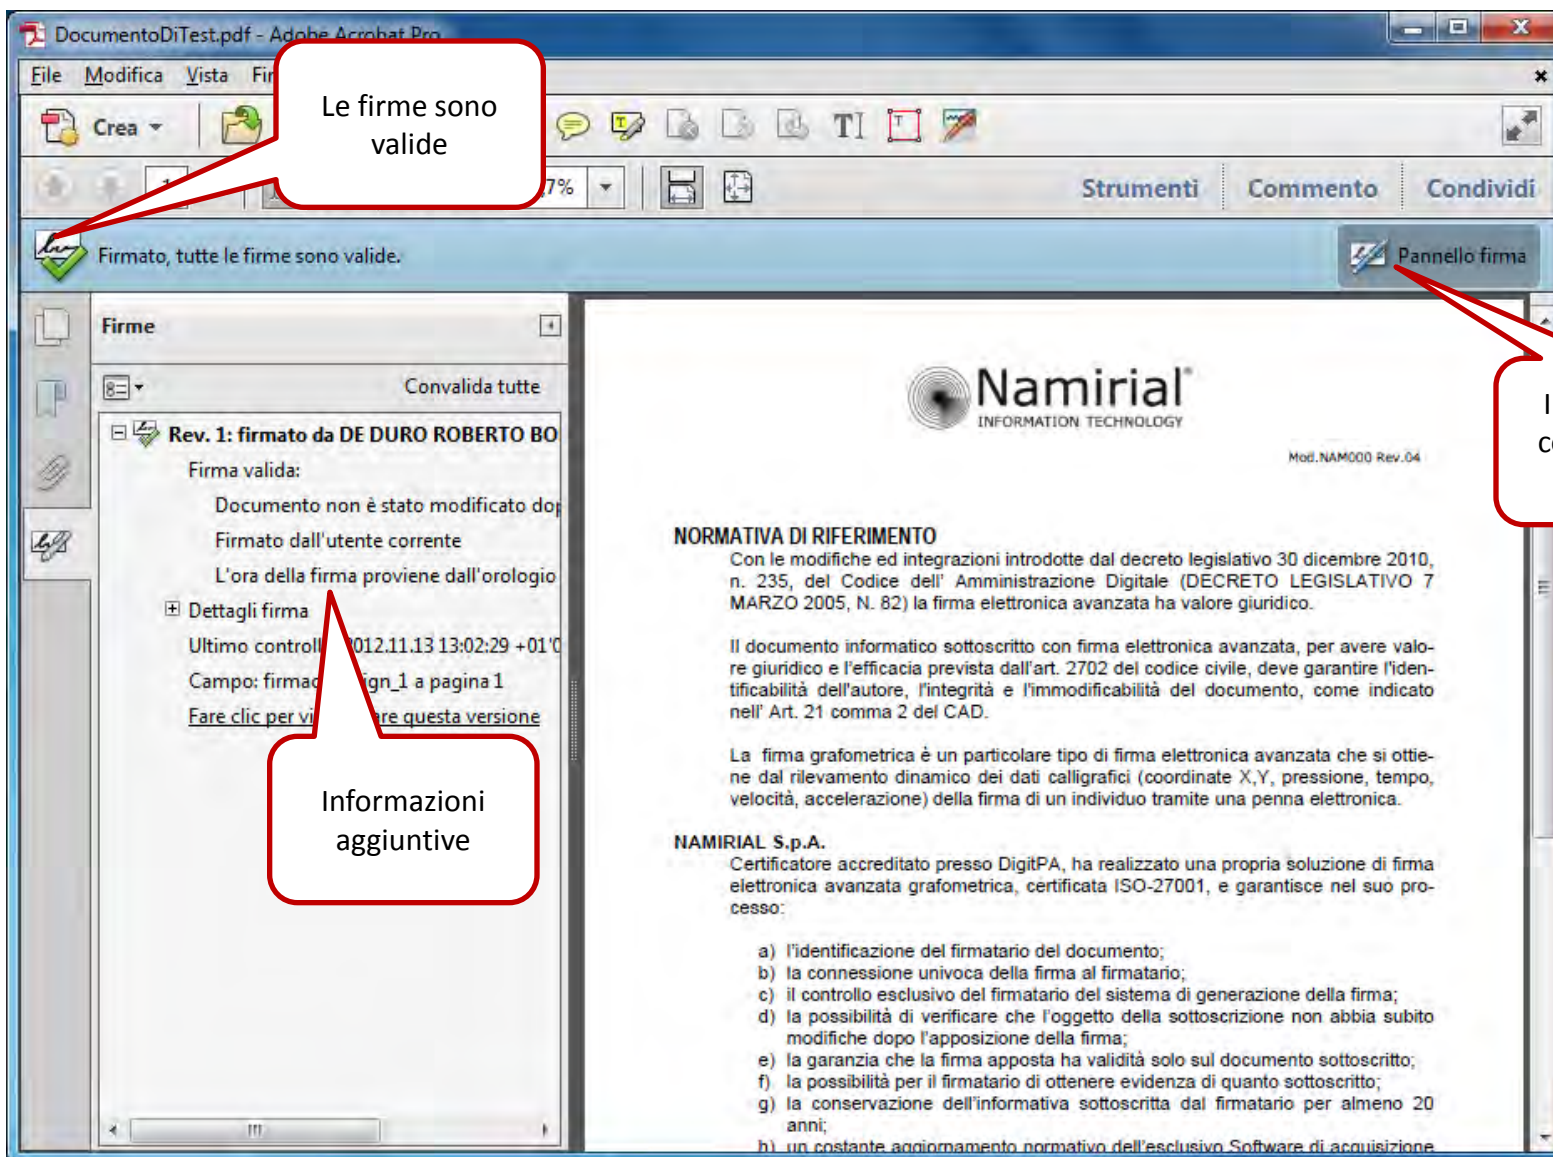 DocumentoDiTest.pdf - Adobe Acrobat Pro
File Modifica Vista
Crea
7%
Strumenti Commento Condividi
Le firme sono
valide
Firmato, tutte le firme sono valide.
Pannello firma
Firme
Convalida tutte
Rev. 1: firmato da DE DURO ROBERTO BO
Firma valida:
Documento non è stato modificato dop
Firmato dall'utente corrente
L'ora della firma proviene dall'orologio
Dettagli firma
Ultimo controll 2012.11.13 13:02:29 +01'0
Campo: firmac ign_1 a pagina 1
Fare clic per vi are questa versione
Informazioni
aggiuntive
Namirial
INFORMATION TECHNOLOGY
Mod.NAM000 Rev.04
NORMATIVA DI RIFERIMENTO
Con le modifiche ed integrazioni introdotte dal decreto legislativo 30 dicembre 2010,
n. 235, del Codice dell' Amministrazione Digitale (DECRETO LEGISLATIVO 7
MARZO 2005, N. 82) la firma elettronica avanzata ha valore giuridico.
Il documento informatico sottoscritto con firma elettronica avanzata, per avere valo-
re giuridico e l'efficacia prevista dall'art. 2702 del codice civile, deve garantire l'iden-
tificabilità dell'autore, l'integrità e l'immodificabilità del documento, come indicato
nell' Art. 21 comma 2 del CAD.
La firma grafometrica è un particolare tipo di firma elettronica avanzata che si ottie-
ne dal rilevamento dinamico dei dati calligrafici (coordinate X,Y, pressione, tempo,
velocità, accelerazione) della firma di un individuo tramite una penna elettronica.
NAMIRIAL S.p.A.
Certificatore accreditato presso DigitPA, ha realizzato una propria soluzione di firma
elettronica avanzata grafometrica, certificata ISO-27001, e garantisce nel suo pro-
cesso:
a) l'identificazione del firmatario del documento;
b) la connessione univoca della firma al firmatario;
c) il controllo esclusivo del firmatario del sistema di generazione della firma;
d) la possibilità di verificare che l'oggetto della sottoscrizione non abbia subito
modifiche dopo l'apposizione della firma;
e) la garanzia che la firma apposta ha validità solo sul documento sottoscritto;
f) la possibilità per il firmatario di ottenere evidenza di quanto sottoscritto;
g) la conservazione dell'informativa sottoscritta dal firmatario per almeno 20
anni;
h) un costante aggiornamento normativo dell'esclusivo Software di acquisizione